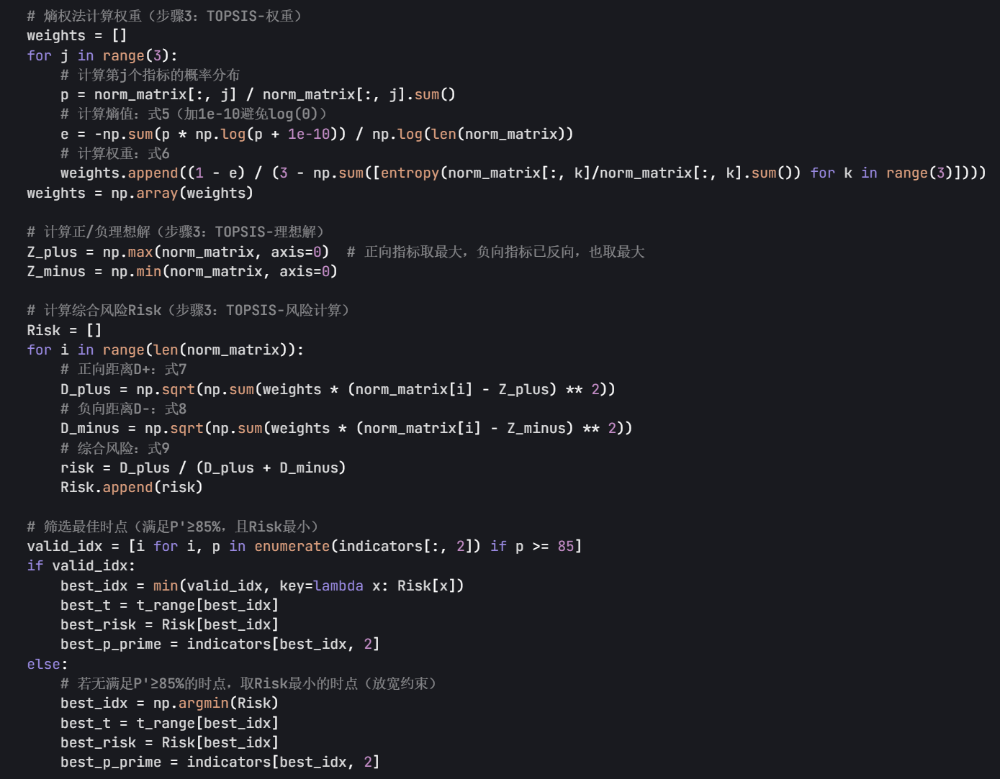 # 熵权法计算权重（步骤3：TOPSIS-权重）
weights = []
for j in range(3):
    # 计算第j个指标的概率分布
    p = norm_matrix[:, j] / norm_matrix[:, j].sum()
    # 计算熵值：式5（加1e-10避免log(0)）
    e = -np.sum(p * np.log(p + 1e-10)) / np.log(len(norm_matrix))
    # 计算权重：式6
    weights.append((1 - e) / (3 - np.sum([entropy(norm_matrix[:, k]/norm_matrix[:, k].sum()) for k in range(3)])))
weights = np.array(weights)
# 计算正/负理想解（步骤3：TOPSIS-理想解）
Z_plus = np.max(norm_matrix, axis=0)  # 正向指标取最大，负向指标已反向，也取最大
Z_minus = np.min(norm_matrix, axis=0)
# 计算综合风险Risk（步骤3：TOPSIS-风险计算）
Risk = []
for i in range(len(norm_matrix)):
    # 正向距离D+：式7
    D_plus = np.sqrt(np.sum(weights * (norm_matrix[i] - Z_plus) ** 2))
    # 负向距离D-：式8
    D_minus = np.sqrt(np.sum(weights * (norm_matrix[i] - Z_minus) ** 2))
    # 综合风险：式9
    risk = D_plus / (D_plus + D_minus)
    Risk.append(risk)
# 筛选最佳时点（满足P'≥85%，且Risk最小）
valid_idx = [i for i, p in enumerate(indicators[:, 2]) if p >= 85]
if valid_idx:
    best_idx = min(valid_idx, key=lambda x: Risk[x])
    best_t = t_range[best_idx]
    best_risk = Risk[best_idx]
    best_p_prime = indicators[best_idx, 2]
else:
    # 若无满足P'≥85%的时点，取Risk最小的时点（放宽约束）
    best_idx = np.argmin(Risk)
    best_t = t_range[best_idx]
    best_risk = Risk[best_idx]
    best_p_prime = indicators[best_idx, 2]